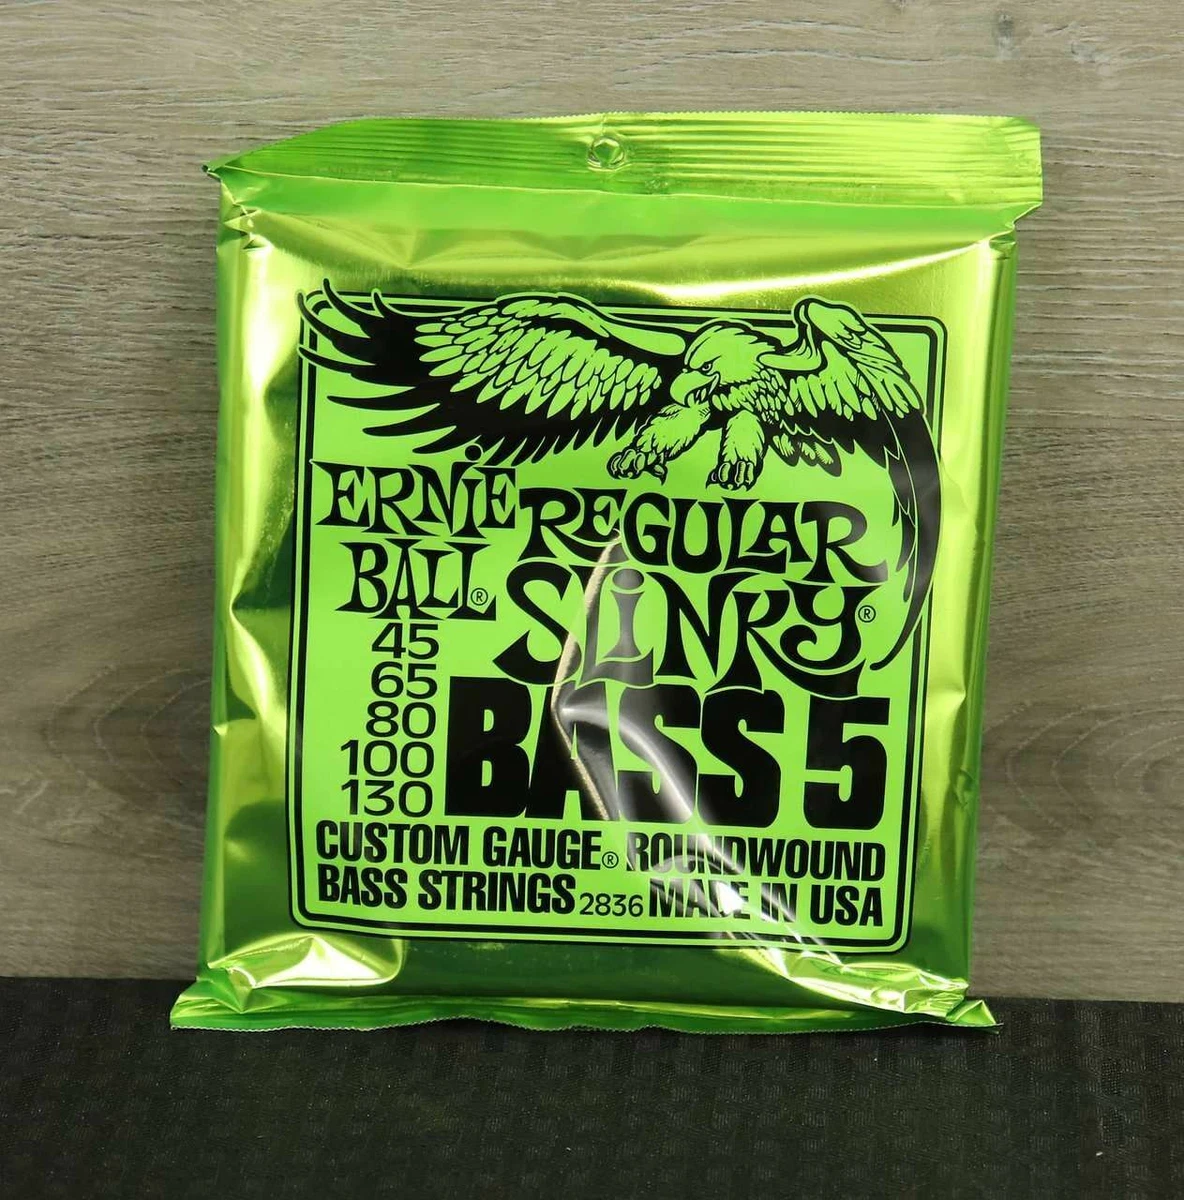 ERNIE
BALL®
REGULAR
SLINKY®
45
65
80
100
130
BASS 5
CUSTOM GAUGE® ROUNDWOUND
BASS STRINGS 2836 MADE IN USA